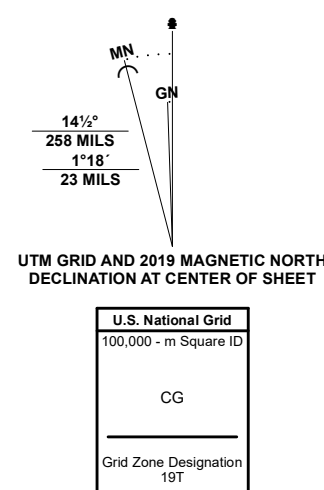 MN
GN
14½°
258 MILS
1°18´
23 MILS
UTM GRID AND 2019 MAGNETIC NORTH
DECLINATION AT CENTER OF SHEET
U.S. National Grid
100,000 - m Square ID
CG
Grid Zone Designation
19T